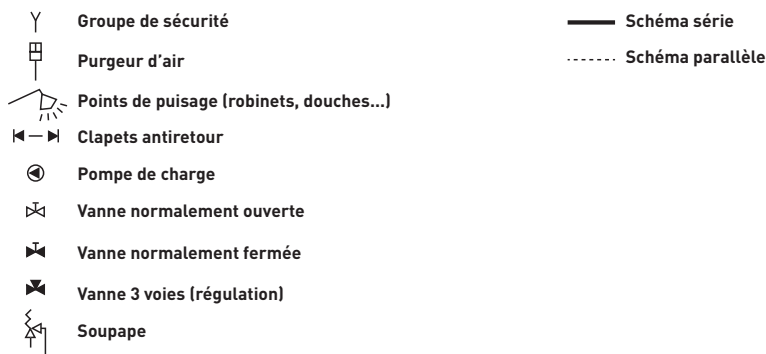 Groupe de sécurité
Purgeur d’air
Points de puisage (robinets, douches...)
Clapets antiretour
Pompe de charge
Vanne normalement ouverte
Vanne normalement fermée
Vanne 3 voies (régulation)
Soupape
Schéma série
Schéma parallèle